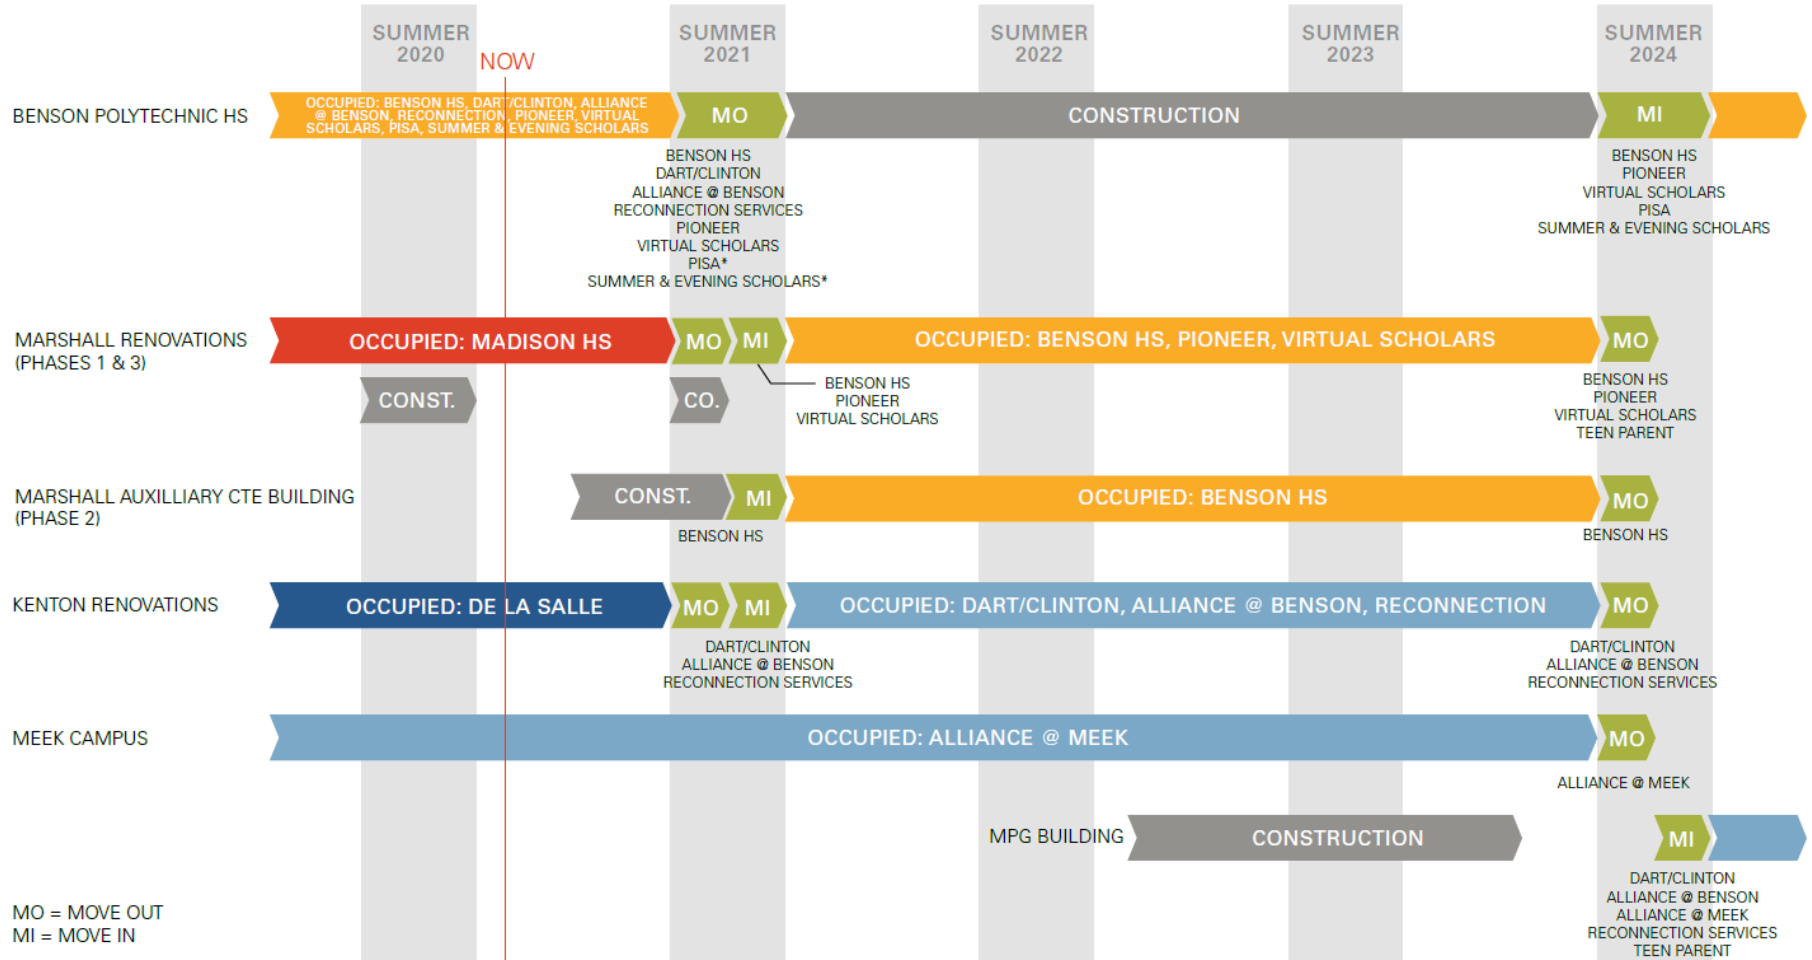 SUMMER
2020
NOW
SUMMER
2021
SUMMER
2022
SUMMER
2023
SUMMER
2024
BENSON POLYTECHNIC HS
OCCUPIED: BENSON HS, DART/CLINTON, ALLIANCE
@ BENSON, RECONNECTION, PIONEER, VIRTUAL
SCHOLARS, PISA, SUMMER & EVENING SCHOLARS
MO
CONSTRUCTION
MI
BENSON HS
DART/CLINTON
ALLIANCE @ BENSON
RECONNECTION SERVICES
PIONEER
VIRTUAL SCHOLARS
PISA*
SUMMER & EVENING SCHOLARS*
BENSON HS
PIONEER
VIRTUAL SCHOLARS
PISA
SUMMER & EVENING SCHOLARS
MARSHALL RENOVATIONS
(PHASES 1 & 3)
OCCUPIED: MADISON HS
MO
MI
OCCUPIED: BENSON HS, PIONEER, VIRTUAL SCHOLARS
MO
CONST.
CO.
BENSON HS
PIONEER
VIRTUAL SCHOLARS
BENSON HS
PIONEER
VIRTUAL SCHOLARS
TEEN PARENT
MARSHALL AUXILLIARY CTE BUILDING
(PHASE 2)
CONST.
MI
OCCUPIED: BENSON HS
MO
BENSON HS
BENSON HS
KENTON RENOVATIONS
OCCUPIED: DE LA SALLE
MO
MI
OCCUPIED: DART/CLINTON, ALLIANCE @ BENSON, RECONNECTION
MO
DART/CLINTON
ALLIANCE @ BENSON
RECONNECTION SERVICES
DART/CLINTON
ALLIANCE @ BENSON
RECONNECTION SERVICES
MEEK CAMPUS
OCCUPIED: ALLIANCE @ MEEK
MO
ALLIANCE @ MEEK
MPG BUILDING
CONSTRUCTION
MI
DART/CLINTON
ALLIANCE @ BENSON
ALLIANCE @ MEEK
RECONNECTION SERVICES
TEEN PARENT
MO = MOVE OUT
MI = MOVE IN